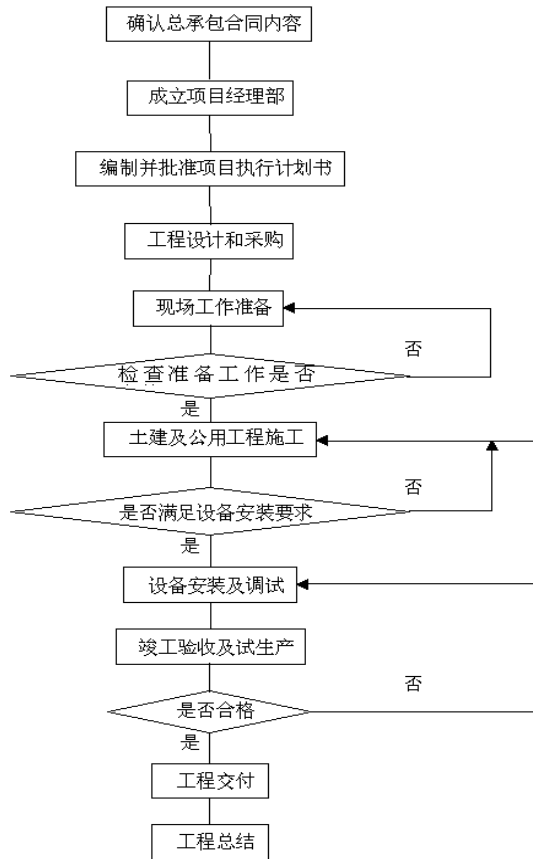 确认总承包合同内容
成立项目经理部
编制并批准项目执行计划书
工程设计和采购
现场工作准备
否
检查准备工作是否
是
土建及公用工程施工
否
是否满足设备安装要求
是
设备安装及调试
竣工验收及试生产
否
是否合格
是
工程交付
工程总结